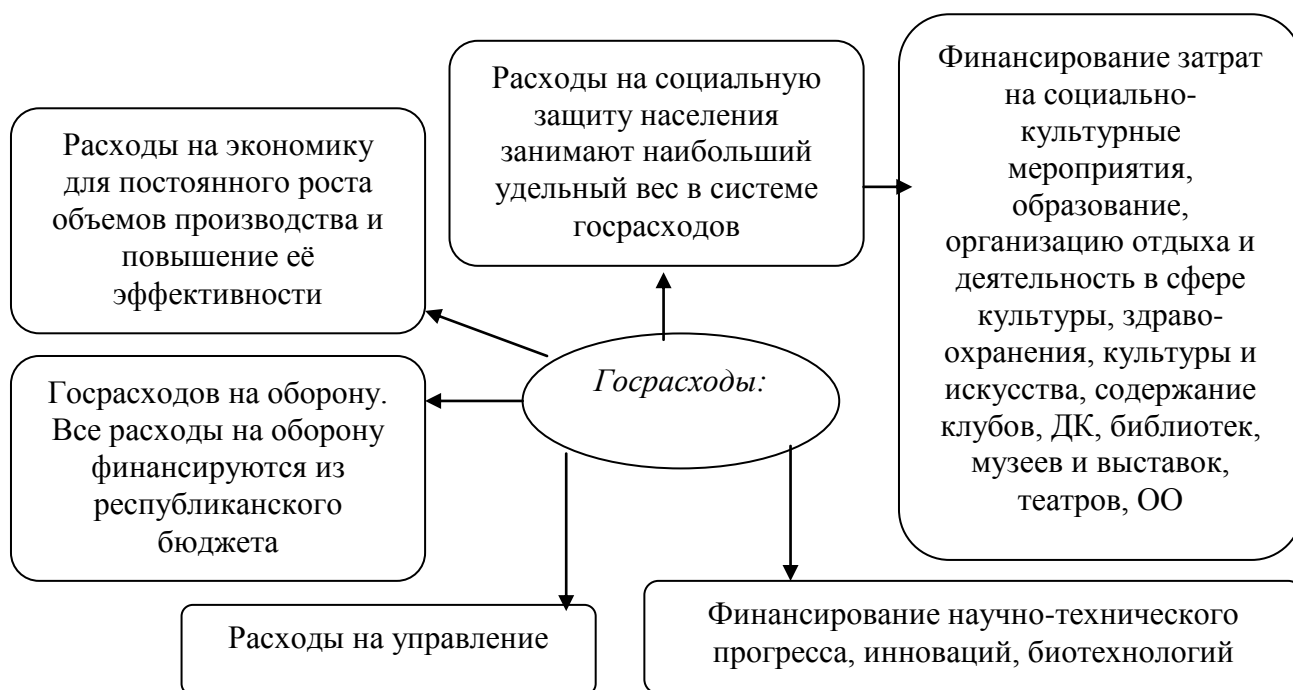 Расходы на экономику
для постоянного роста
объемов производства и
повышение её
эффективности
Расходы на социальную
защиту населения
занимают наибольший
удельный вес в системе
госрасходов
Финансирование затрат
на социально-
культурные
мероприятия,
образование,
организацию отдыха и
деятельность в сфере
культуры, здраво-
охранения, культуры и
искусства, содержание
клубов, ДК, библиотек,
музеев и выставок,
театров, ОО
Госрасходы:
Госрасходов на оборону.
Все расходы на оборону
финансируются из
республиканского
бюджета
Расходы на управление
Финансирование научно-технического
прогресса, инноваций, биотехнологий